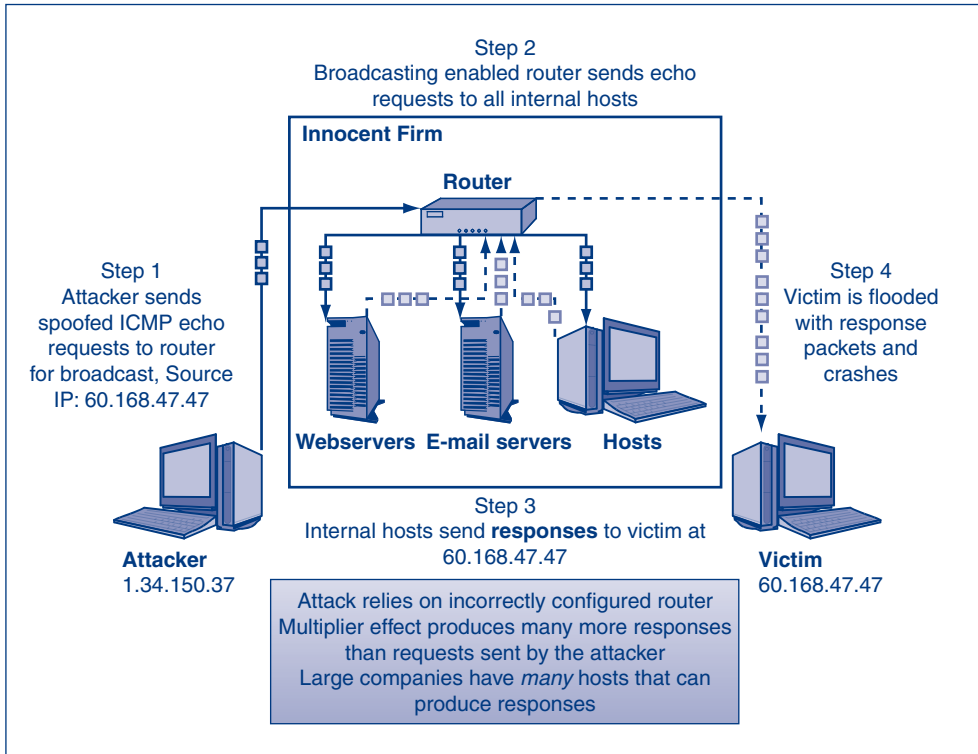 Step 2
Broadcasting enabled router sends echo
requests to all internal hosts
Innocent Firm
Router
Step 1
Attacker sends
spoofed ICMP echo
requests to router
for broadcast, Source
IP: 60.168.47.47
Step 4
Victim is flooded
with response
packets and
crashes
Webservers
E-mail servers
Hosts
Step 3
Internal hosts send responses to victim at
60.168.47.47
Attacker
1.34.150.37
Victim
60.168.47.47
Attack relies on incorrectly configured router
Multiplier effect produces many more responses
than requests sent by the attacker
Large companies have many hosts that can
produce responses